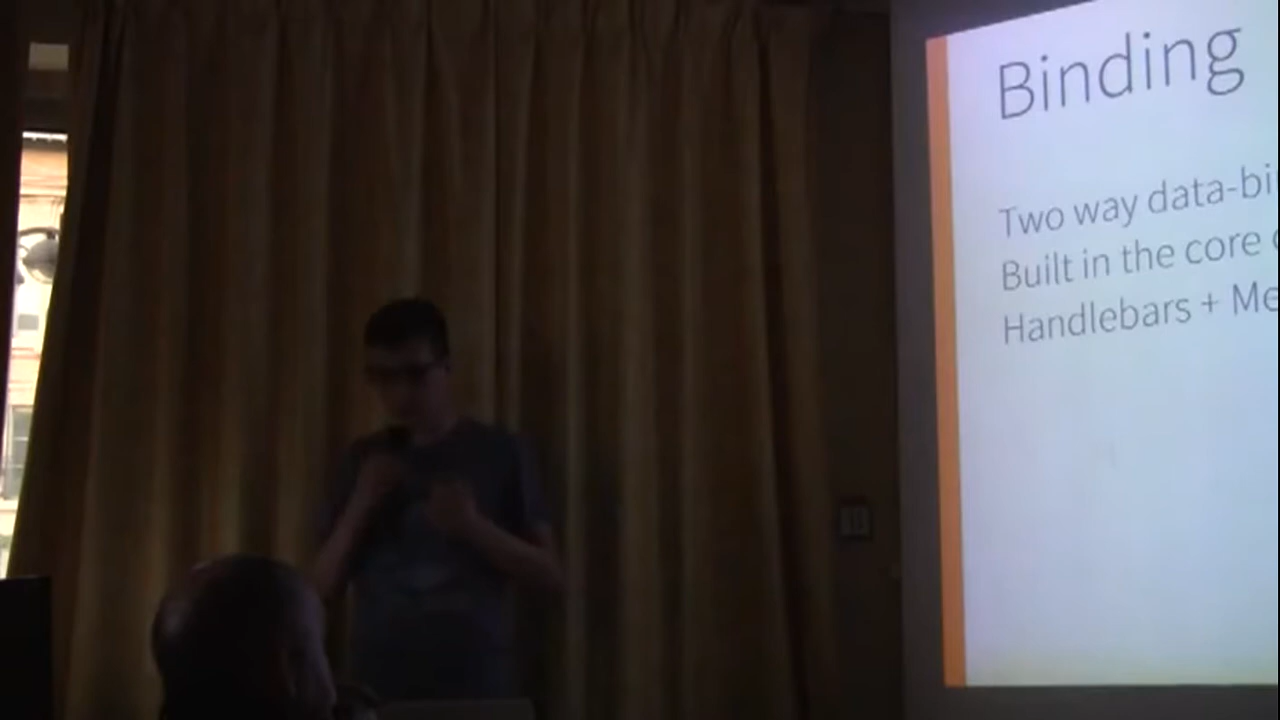 Binding
Two way data-bi
Built in the core
Handlebars + Me